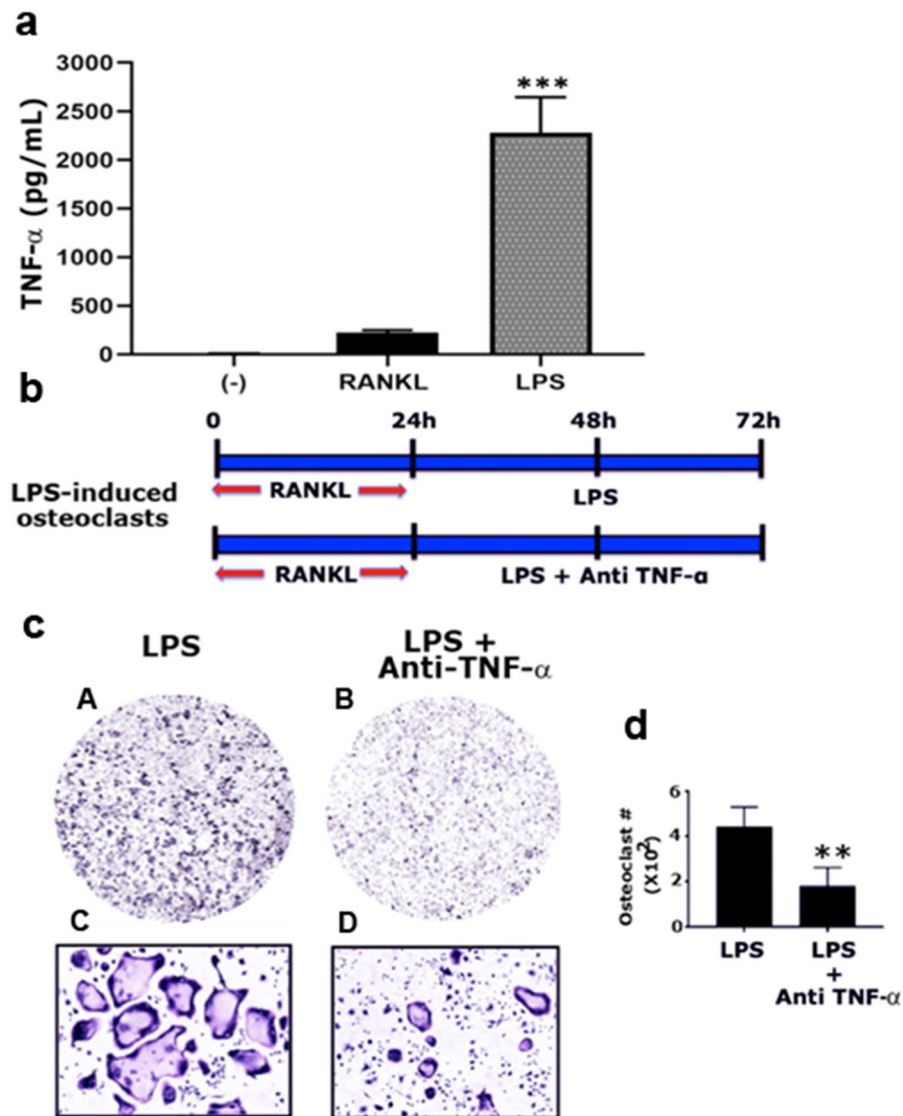 a
TNF-α (pg/mL)
3000
2500
2000
1500
1000
500
0
***
(-) RANKL LPS
b
0 24h 48h 72h
LPS-induced
osteoclasts
RANKL LPS
RANKL LPS + Anti TNF-α
c
LPS
LPS +
Anti-TNF-α
A B
C D
d
Osteoclast #
(X10²)
6
4
2
0
**
LPS LPS
+
Anti TNF-α